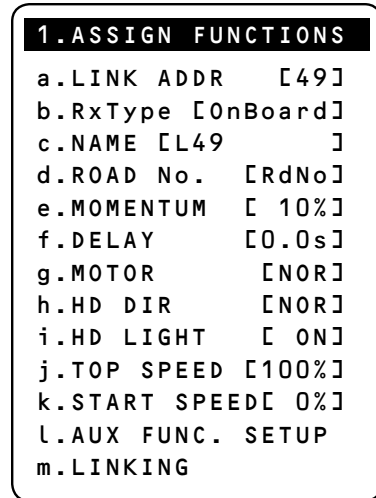 1.ASSIGN FUNCTIONS
a.LINK ADDR [49]
b.RxType [OnBoard]
c.NAME [L49 ]
d.ROAD No. [RdNo]
e.MOMENTUM [ 10%]
f.DELAY [0.0s]
g.MOTOR [NOR]
h.HD DIR [NOR]
i.HD LIGHT [ ON]
j.TOP SPEED [100%]
k.START SPEED[ 0%]
l.AUX FUNC. SETUP
m.LINKING